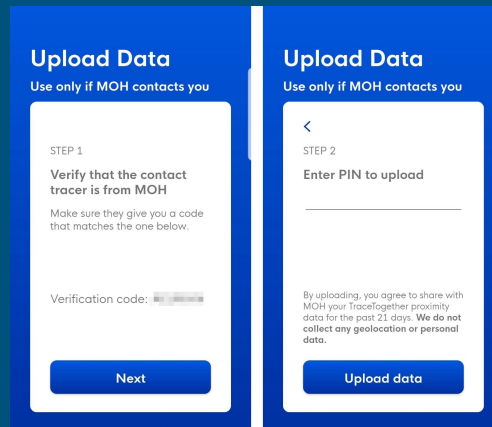 Upload Data
Use only if MOH contacts you
STEP 1
Verify that the contact
tracer is from MOH
Make sure they give you a code
that matches the one below.
Verification code:
Next
Upload Data
Use only if MOH contacts you
STEP 2
Enter PIN to upload
By uploading, you agree to share with
MOH your TraceTogether proximity
data for the past 21 days. We do not
collect any geolocation or personal
data.
Upload data